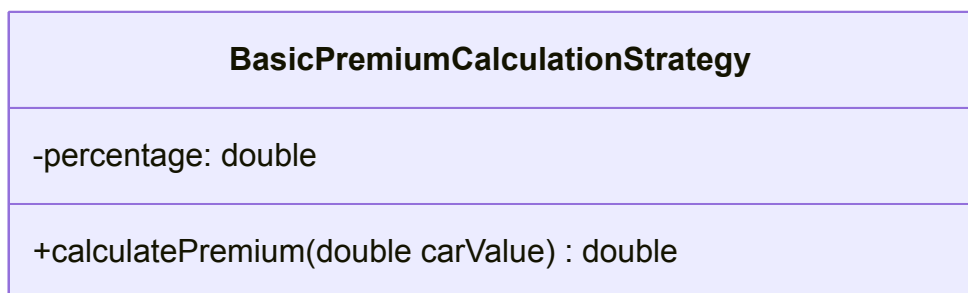 BasicPremiumCalculationStrategy
-percentage: double
+calculatePremium(double carValue) : double